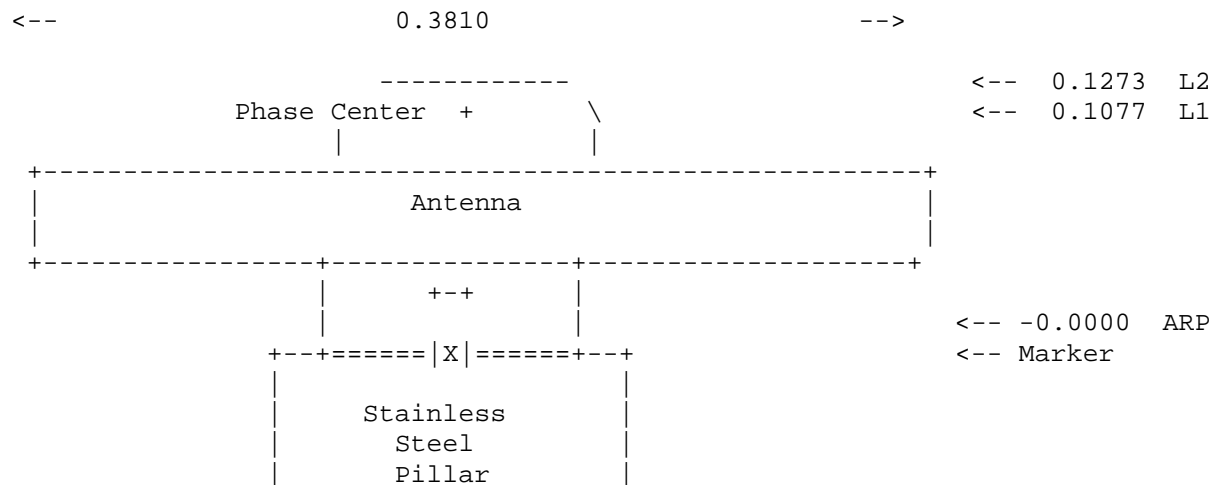 <-- 0.3810 -->
------------ <-- 0.1273 L2
Phase Center + \ <-- 0.1077 L1
| |
+-------------------------------------------------------+
| Antenna |
| |
+-----------------+---------------+--------------------+
| +-+ |
| | <-- -0.0000 ARP
+--+======|X|======+--+ <-- Marker
| |
| Stainless |
| Steel |
| Pillar |